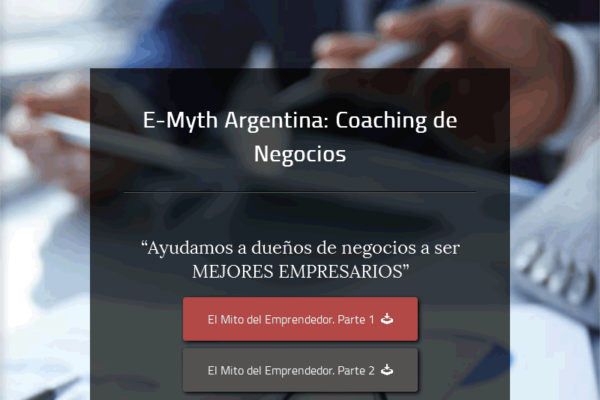 E-Myth Argentina: Coaching de
Negocios
“Ayudamos a dueños de negocios a ser
MEJORES EMPRESARIOS”
El Mito del Emprendedor. Parte 1
El Mito del Emprendedor. Parte 2